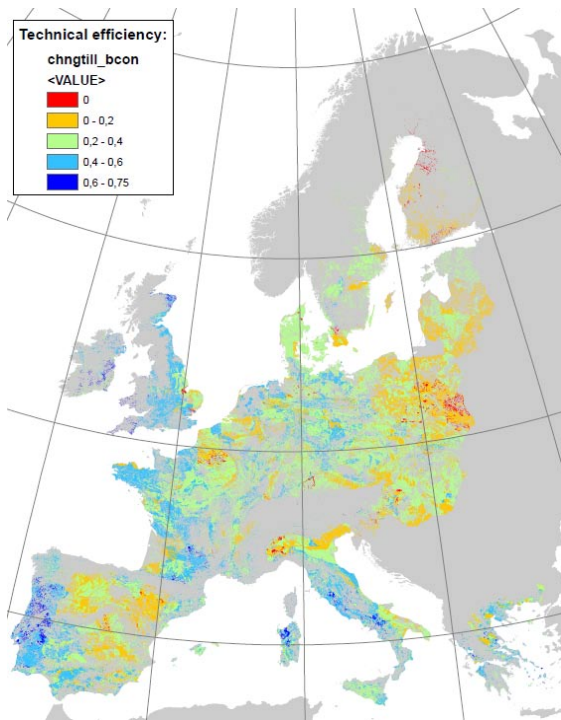 Technical efficiency:
chngtill_bcon
<VALUE>
0
0 - 0,2
0,2 - 0,4
0,4 - 0,6
0,6 - 0,75